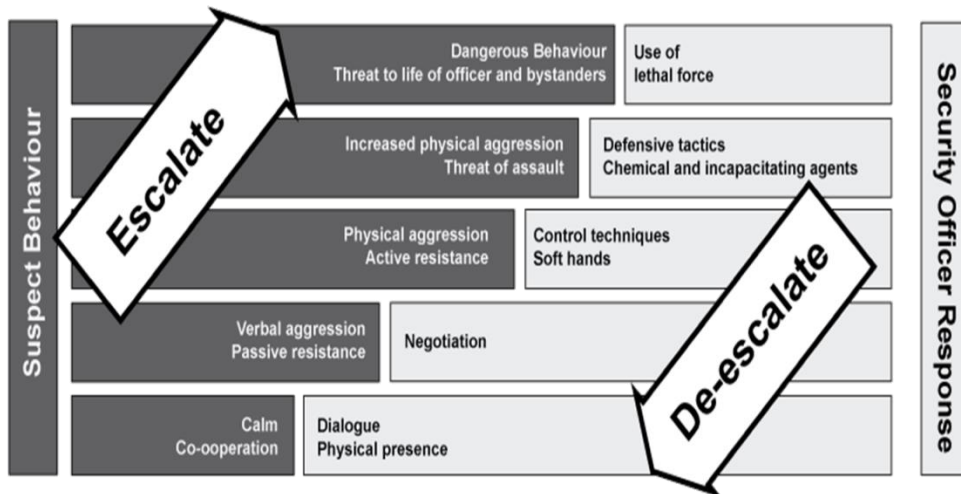 Suspect Behaviour
Escalate
Dangerous Behaviour
Threat to life of officer and bystanders
Use of
lethal force
Increased physical aggression
Threat of assault
Defensive tactics
Chemical and incapacitating agents
Physical aggression
Active resistance
Control techniques
Soft hands
Verbal aggression
Passive resistance
Negotiation
Calm
Co-ooperation
Dialogue
Physical presence
De-escalate
Security Officer Response